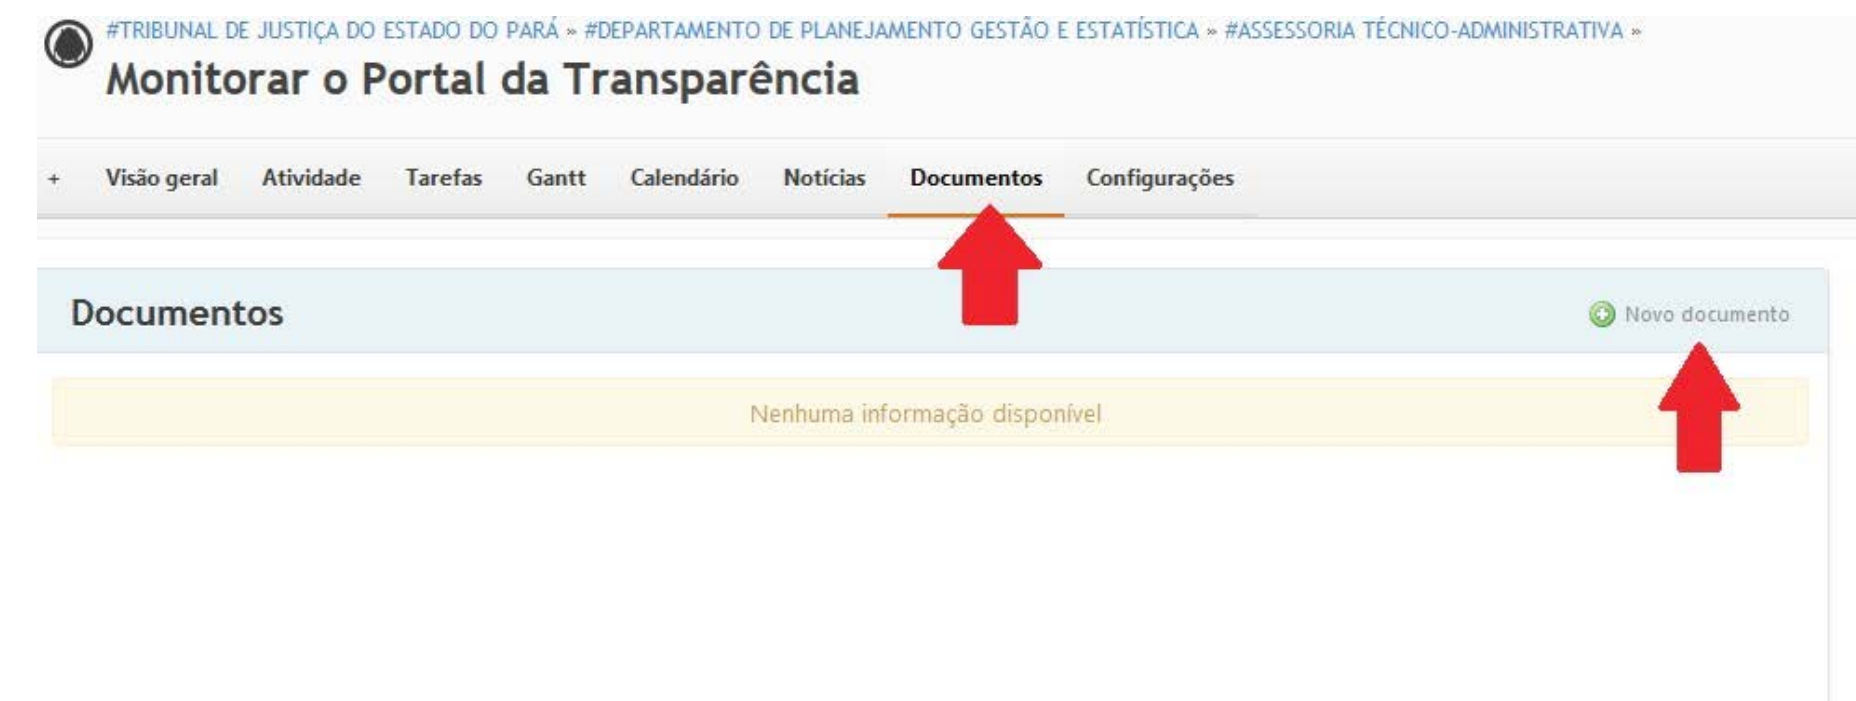 #TRIBUNAL DE JUSTIÇA DO ESTADO DO PARÁ » #DEPARTAMENTO DE PLANEJAMENTO GESTÃO E ESTATÍSTICA » #ASSESSORIA TÉCNICO-ADMINISTRATIVA »
Monitorar o Portal da Transparência
+ Visão geral Atividade Tarefas Gantt Calendário Notícias Documentos Configurações
Documentos Novo documento
Nenhuma informação disponível